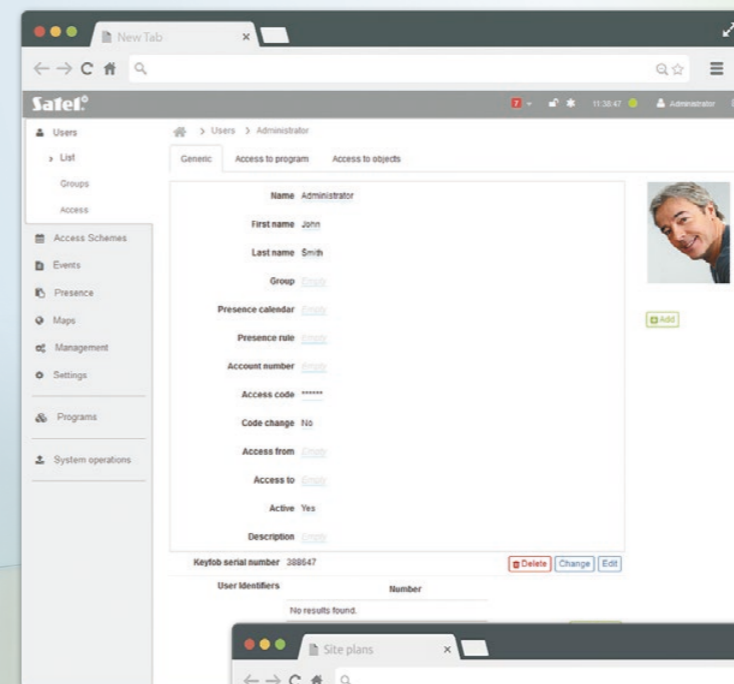 New Tab
Satel®
7
11:38:47
Administrator
Users
> Users > Administrator
> List
Groups
Access
Generic
Access to program
Access to objects
Access Schemes
Events
Presence
Maps
Management
Settings
Programs
System operations
Name Administrator
First name John
Last name Smith
Group Empty
Presence calendar Empty
Presence rule Empty
Account number Empty
Access code ******
Code change No
Access from Empty
Access to Empty
Active Yes
Description Empty
Add
Keyfob serial number 388647
Delete Change Edit
User Identifiers
Number
No results found.
Site plans